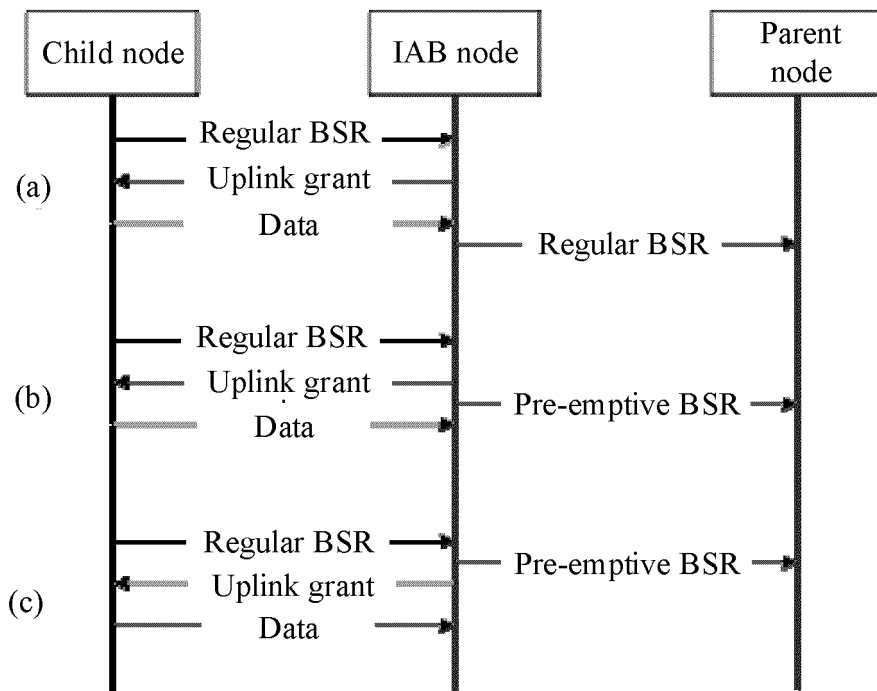 Child node
IAB node
Parent
node
(a)
Regular BSR
Uplink grant
Data
Regular BSR
(b)
Regular BSR
Uplink grant
Data
Pre-emptive BSR
(c)
Regular BSR
Uplink grant
Data
Pre-emptive BSR